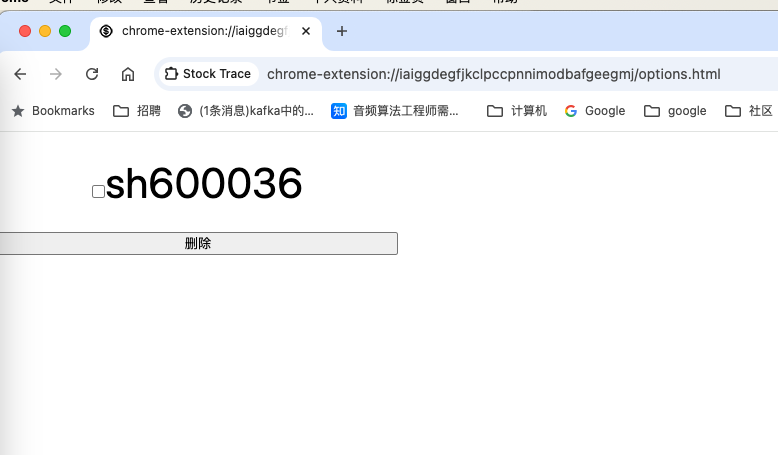 chrome-extension://iaiggdegf
Stock Trace chrome-extension://iaiggdegfjkclpccpnnimodbafgeegmj/options.html
Bookmarks 招聘 (1条消息)kafka中的... 知 音频算法工程师需... 计算机 Google google 社区
sh600036
删除